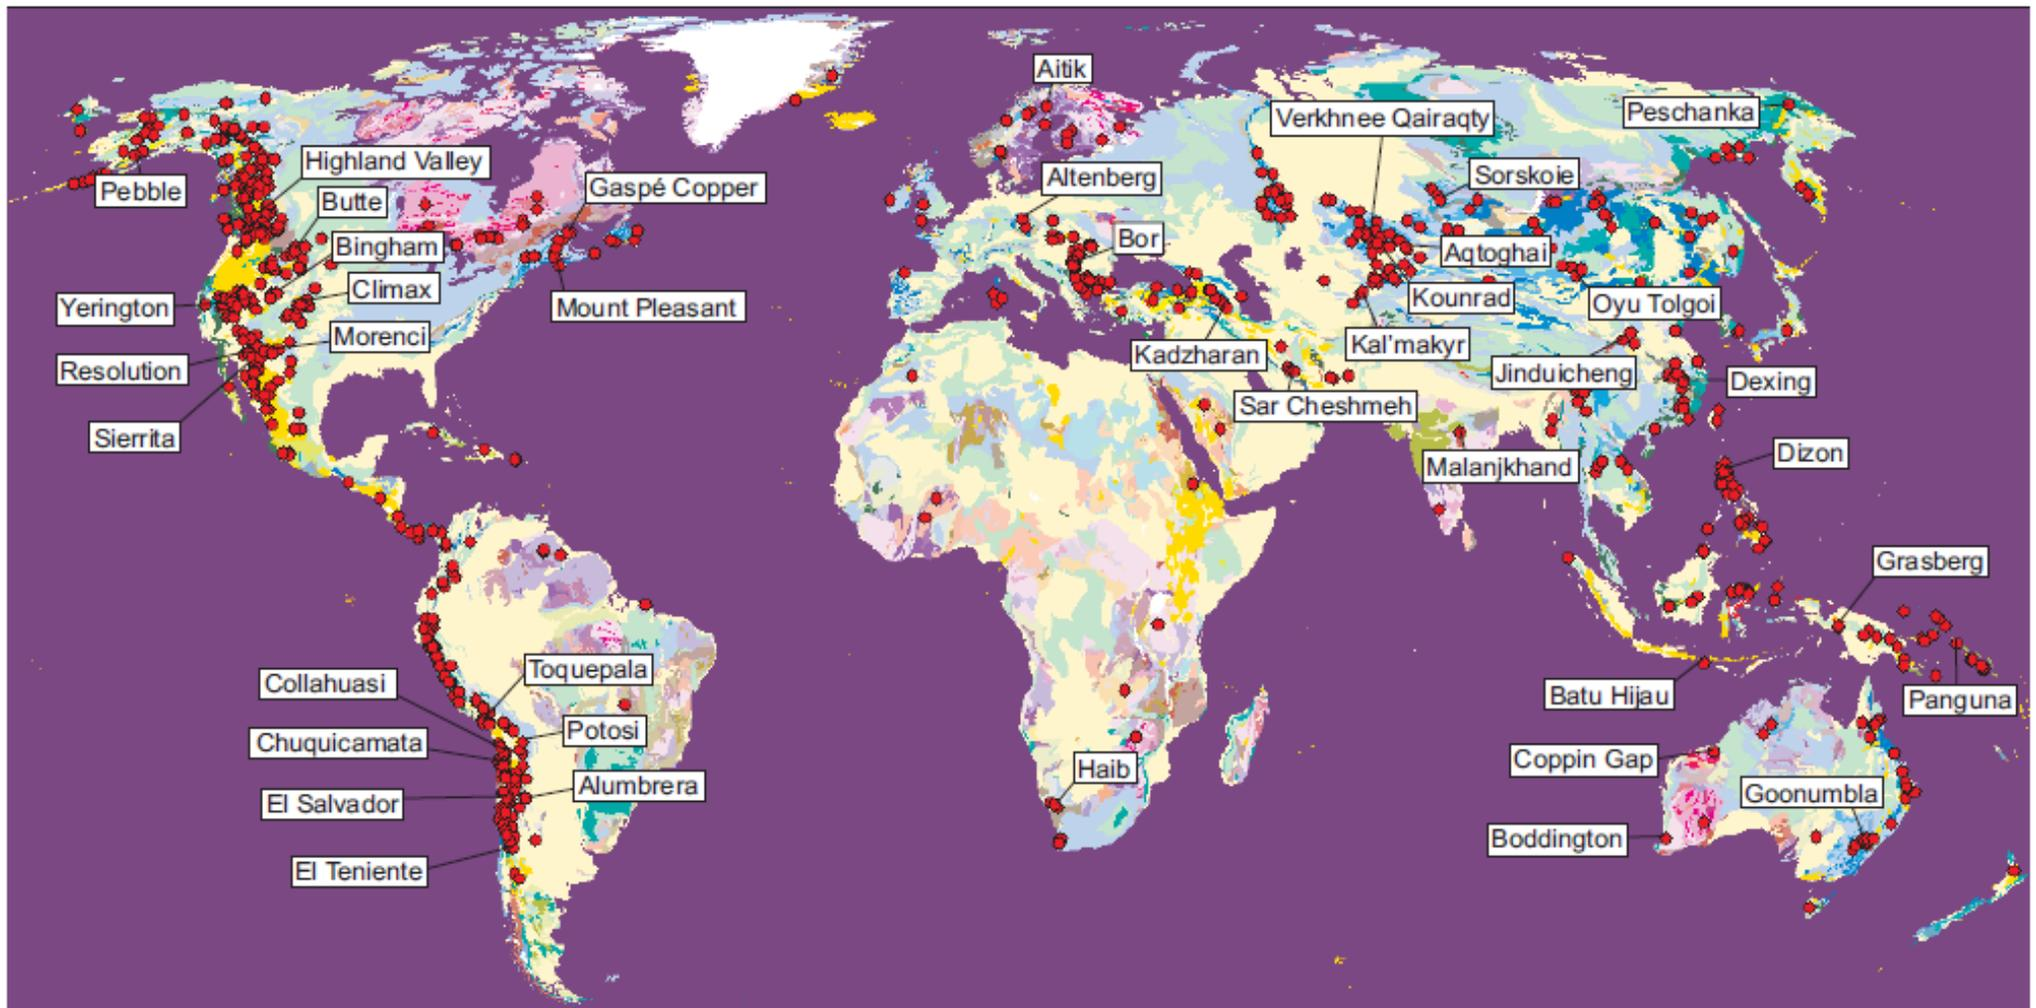 Aitik
Verkhnee Qairaqty
Peschanka
Highland Valley
Pebble
Butte
Gaspé Copper
Altenberg
Sorskoie
Bingham
Bor
Aqtoghai
Climax
Yerington
Mount Pleasant
Kounrad
Oyu Tolgoi
Morenci
Resolution
Kadzharan
Kal'makyr
Jinduicheng
Dexing
Sar Cheshmeh
Sierrita
Malanjkhand
Dizon
Grasberg
Toquepala
Collahuasi
Batu Hijau
Panguna
Potosi
Chuquicamata
Coppin Gap
Haib
Alumbrera
El Salvador
Goonumbla
Boddington
El Teniente